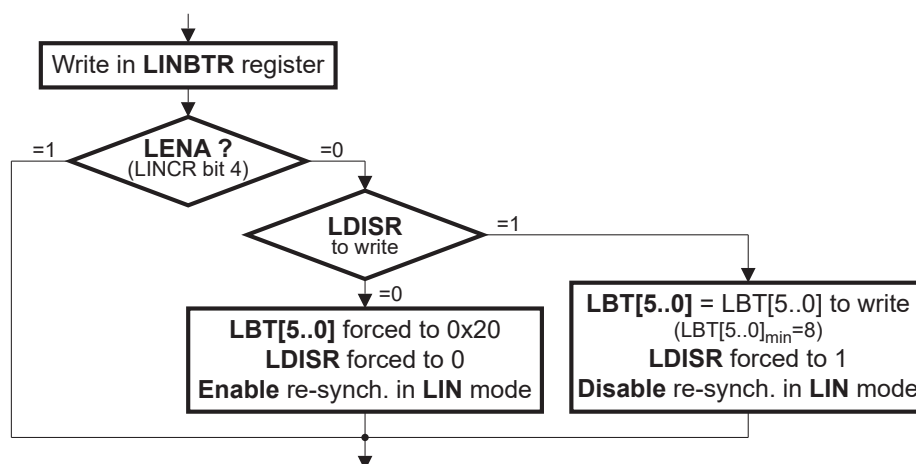 Write in LINBTR register
=1
LENA ?
(LINCR bit 4)
=0
LDISR
to write
=1
=0
LBT[5..0] forced to 0x20
LDISR forced to 0
Enable re-synch. in LIN mode
LBT[5..0] = LBT[5..0] to write
(LBT[5..0]min=8)
LDISR forced to 1
Disable re-synch. in LIN mode